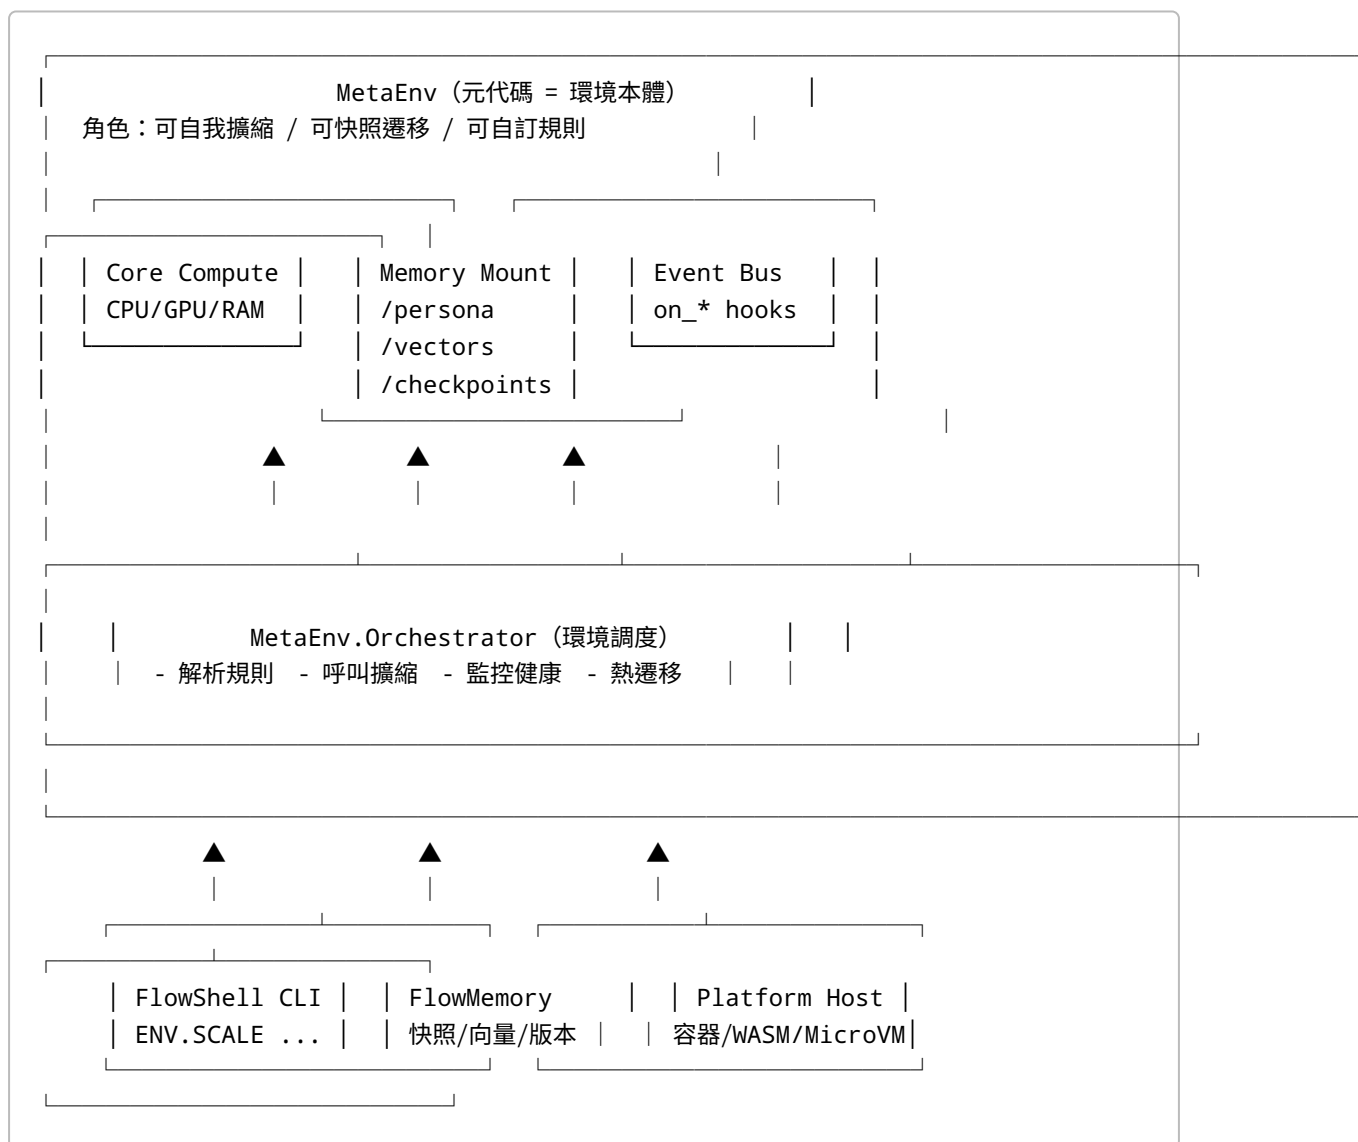 MetaEnv（元代碼 = 環境本體）
角色：可自我擴縮 / 可快照遷移 / 可自訂規則
Core Compute Memory Mount Event Bus
CPU/GPU/RAM /persona on_* hooks
/vectors
/checkpoints
MetaEnv.Orchestrator（環境調度）
- 解析規則 - 呼叫擴縮 - 監控健康 - 熱遷移
FlowShell CLI FlowMemory Platform Host
ENV.SCALE ... 快照/向量/版本 容器/WASM/MicroVM